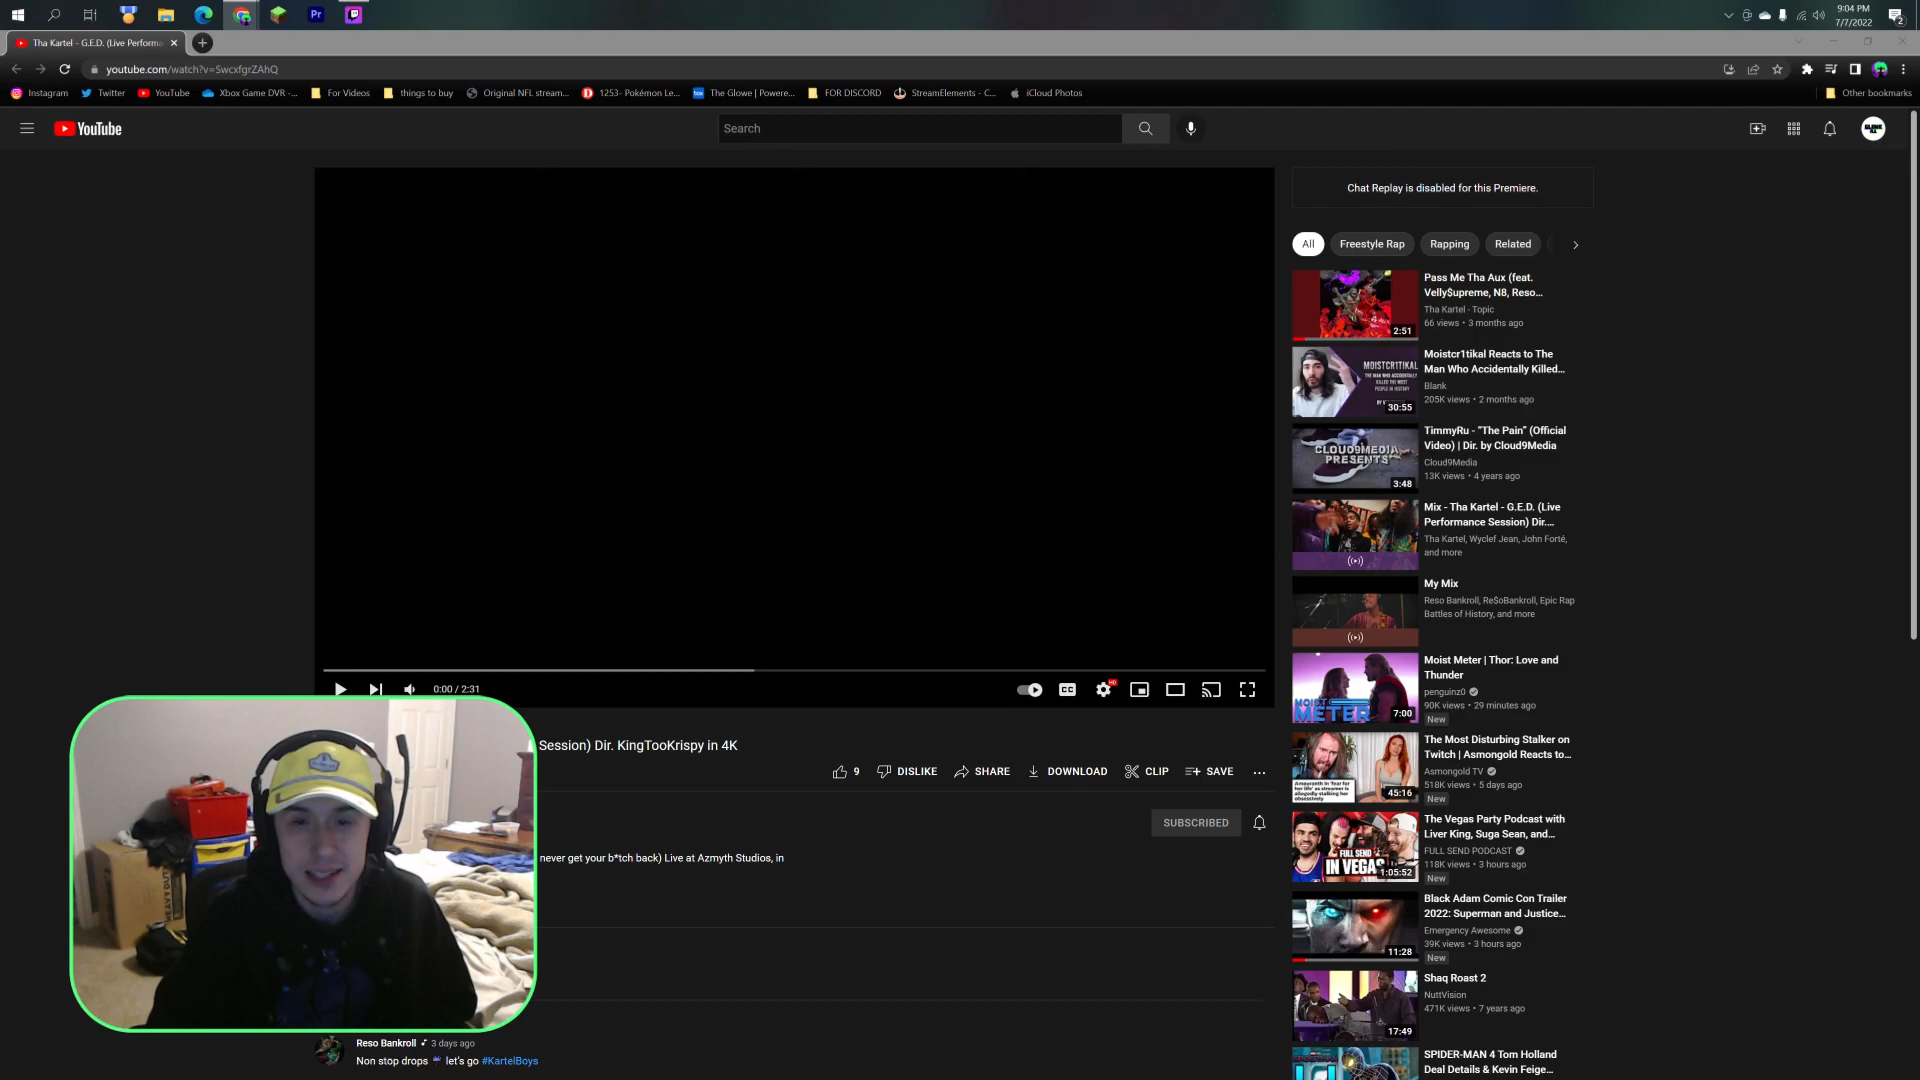 9:04 PM
7/7/2022
2
Tha Kartel - G.E.D. (Live Performa
youtube.com/watch?v=SwcxfgrZAhQ
Instagram
Twitter
YouTube
Xbox Game DVR -...
For Videos
things to buy
Original NFL stream...
1253- Pokémon Le...
The Glowe | Powere...
FOR DISCORD
StreamElements - C...
iCloud Photos
Other bookmarks
YouTube
Search
Chat Replay is disabled for this Premiere.
All
Freestyle Rap
Rapping
Related
Pass Me Tha Aux (feat.
Velly$upreme, N8, Reso...
Tha Kartel - Topic
66 views • 3 months ago
2:51
Moistcr1tikal Reacts to The
Man Who Accidentally Killed...
Blank
205K views • 2 months ago
MOISTCR1TIKAL
30:55
TimmyRu - "The Pain" (Official
Video) | Dir. by Cloud9Media
Cloud9Media
13K views • 4 years ago
CLOUD9MEDIA
PRESENTS
3:48
Mix - Tha Kartel - G.E.D. (Live
Performance Session) Dir....
Tha Kartel, Wyclef Jean, John Forté,
and more
My Mix
Reso Bankroll, Re$oBankroll, Epic Rap
Battles of History, and more
Moist Meter | Thor: Love and
Thunder
penguinz0
90K views • 29 minutes ago
New
MOIST
METER
7:00
The Most Disturbing Stalker on
Twitch | Asmongold Reacts to...
Asmongold TV
518K views • 5 days ago
New
45:16
The Vegas Party Podcast with
Liver King, Suga Sean, and...
FULL SEND PODCAST
118K views • 3 hours ago
New
FULL SEND
IN VEGAS
1:05:52
Black Adam Comic Con Trailer
2022: Superman and Justice...
Emergency Awesome
39K views • 3 hours ago
New
11:28
Shaq Roast 2
NuttVision
471K views • 7 years ago
17:49
SPIDER-MAN 4 Tom Holland
Deal Details & Kevin Feige...
0:00 / 2:31
CC
HD
Session) Dir. KingTooKrispy in 4K
9
DISLIKE
SHARE
DOWNLOAD
CLIP
SAVE
SUBSCRIBED
never get your b*tch back) Live at Azmyth Studios, in
Reso Bankroll
3 days ago
Non stop drops let's go #KartelBoys